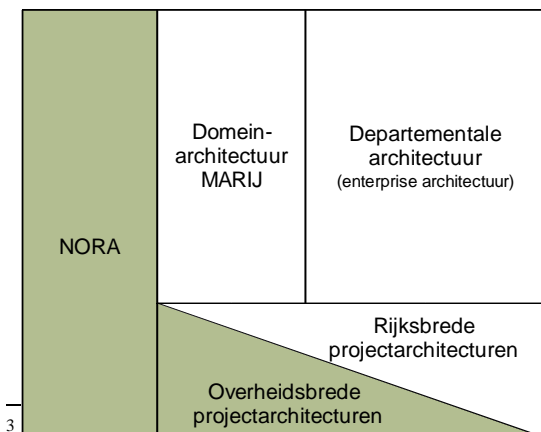 NORA
Domein-
architectuur
MARIJ
Departementale
architectuur
(enterprise architectuur)
Rijksbrede
projectarchitecturen
Overheidsbrede
projectarchitecturen
3